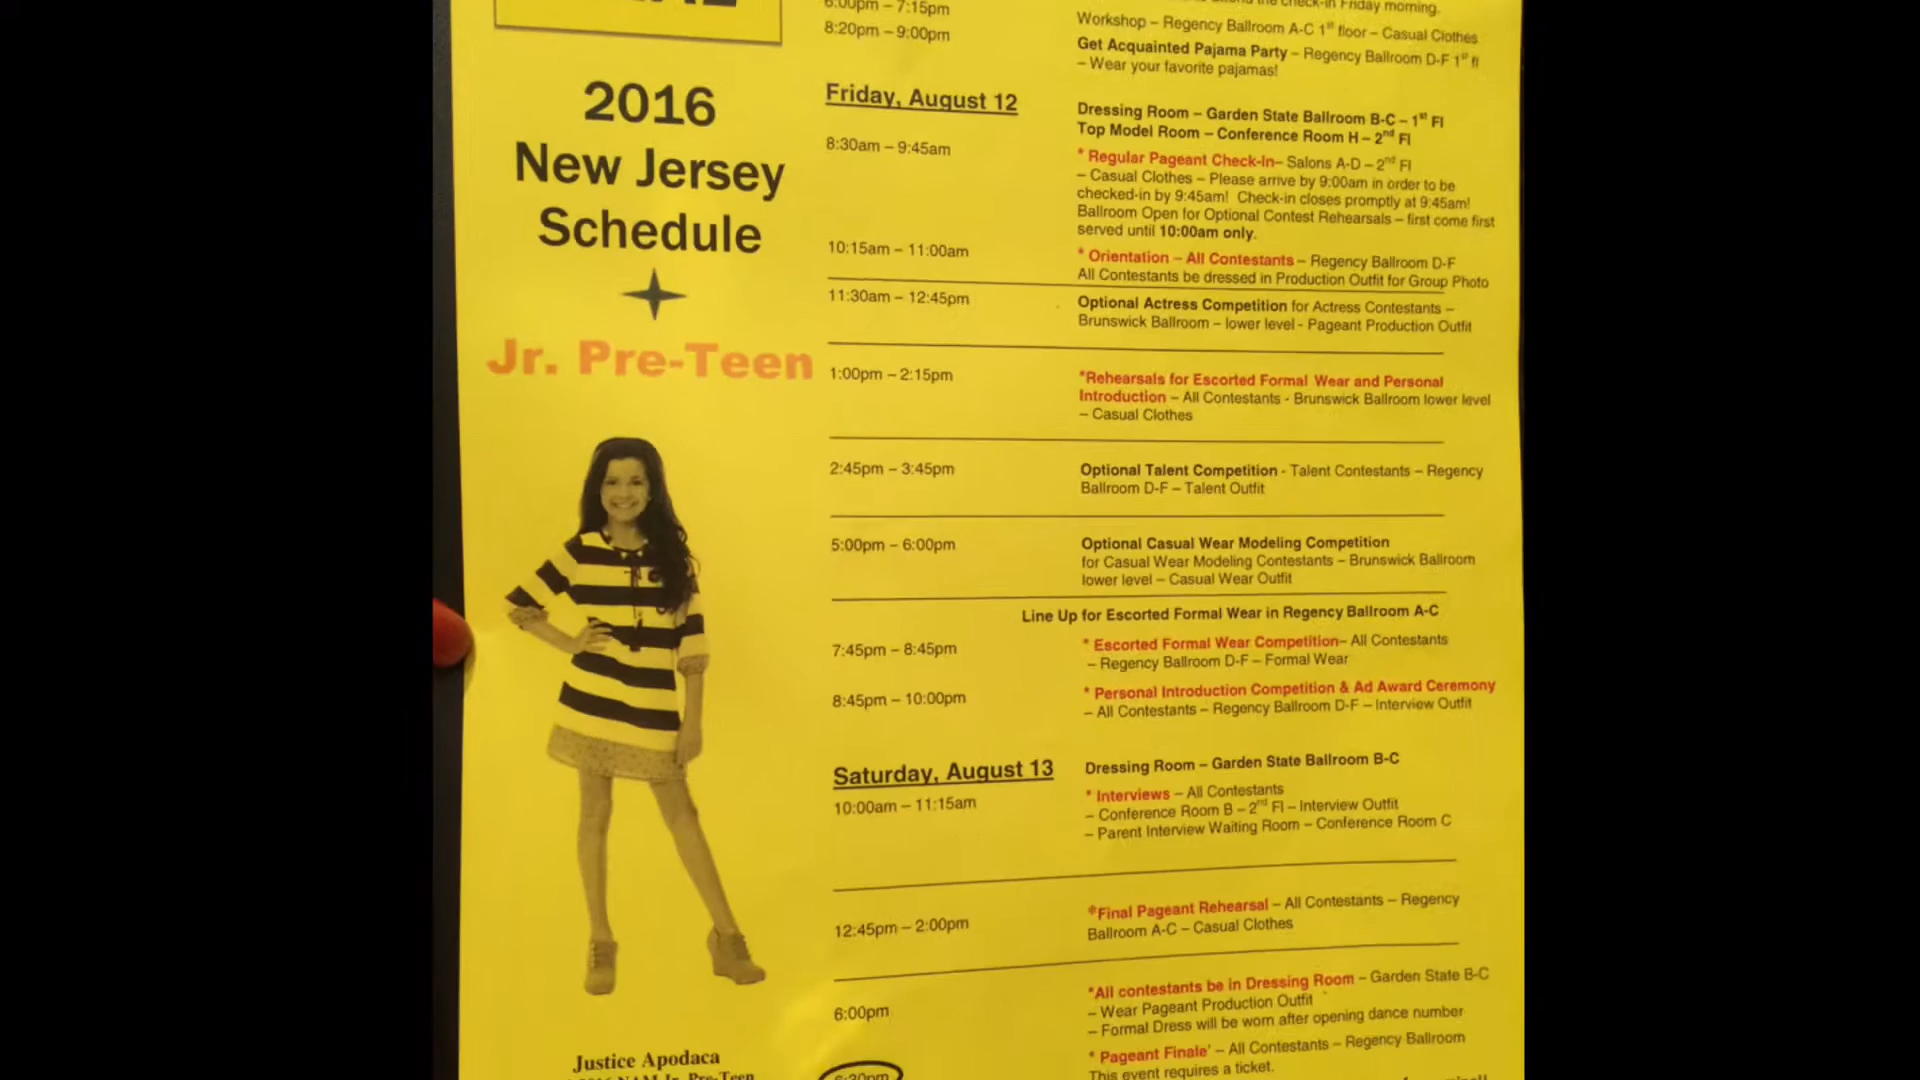 2016
New Jersey
Schedule
Jr. Pre-Teen
Justice Apodaca
6:00pm – 7:15pm
check-in Friday morning.
Workshop – Regency Ballroom A-C 1st floor – Casual Clothes
8:20pm – 9:00pm
Get Acquainted Pajama Party – Regency Ballroom D-F 1st fl
– Wear your favorite pajamas!
Friday, August 12
Dressing Room – Garden State Ballroom B-C – 1st Fl
Top Model Room – Conference Room H – 2nd Fl
8:30am – 9:45am
* Regular Pageant Check-In– Salons A-D – 2nd Fl
– Casual Clothes – Please arrive by 9:00am in order to be
checked-in by 9:45am! Check-in closes promptly at 9:45am!
Ballroom Open for Optional Contest Rehearsals – first come first
served until 10:00am only.
10:15am – 11:00am
* Orientation – All Contestants – Regency Ballroom D-F
All Contestants be dressed in Production Outfit for Group Photo
11:30am – 12:45pm
Optional Actress Competition for Actress Contestants –
Brunswick Ballroom – lower level - Pageant Production Outfit
1:00pm – 2:15pm
*Rehearsals for Escorted Formal Wear and Personal
Introduction – All Contestants - Brunswick Ballroom lower level
– Casual Clothes
2:45pm – 3:45pm
Optional Talent Competition - Talent Contestants – Regency
Ballroom D-F – Talent Outfit
5:00pm – 6:00pm
Optional Casual Wear Modeling Competition
for Casual Wear Modeling Contestants – Brunswick Ballroom
lower level – Casual Wear Outfit
Line Up for Escorted Formal Wear in Regency Ballroom A-C
7:45pm – 8:45pm
* Escorted Formal Wear Competition– All Contestants
– Regency Ballroom D-F – Formal Wear
8:45pm – 10:00pm
* Personal Introduction Competition & Ad Award Ceremony
– All Contestants – Regency Ballroom D-F – Interview Outfit
Saturday, August 13
Dressing Room – Garden State Ballroom B-C
10:00am – 11:15am
* Interviews – All Contestants
– Conference Room B – 2nd Fl – Interview Outfit
– Parent Interview Waiting Room – Conference Room C
12:45pm – 2:00pm
*Final Pageant Rehearsal – All Contestants – Regency
Ballroom A-C – Casual Clothes
6:00pm
*All contestants be in Dressing Room – Garden State B-C
– Wear Pageant Production Outfit
– Formal Dress will be worn after opening dance number
6:30pm
* Pageant Finale' – All Contestants – Regency Ballroom
This event requires a ticket.